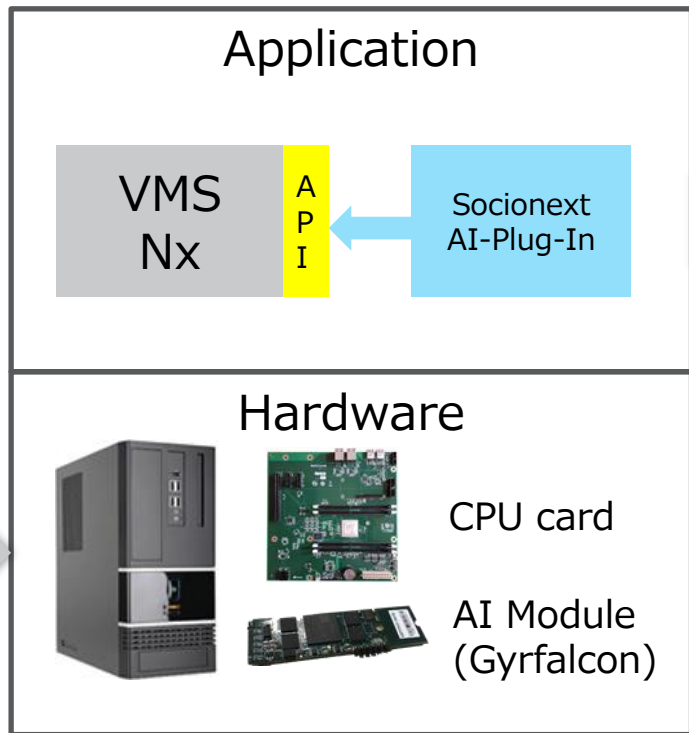 Application
VMS
Nx
A
P
I
Socionext
AI-Plug-In
Hardware
CPU card
AI Module
(Gyrfalcon)